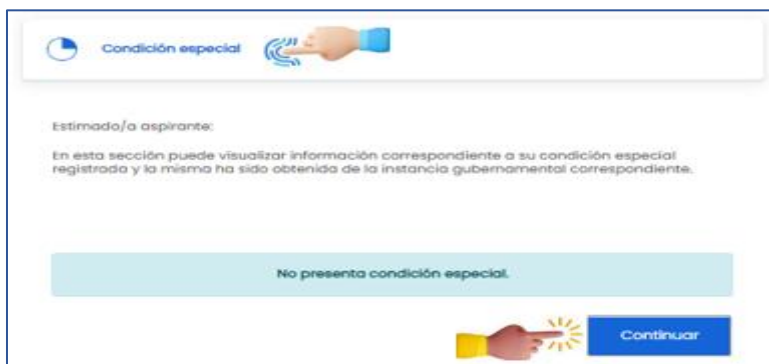 Condición especial
Estimado/a aspirante:
En esta sección puede visualizar información correspondiente a su condición especial
registrada y la misma ha sido obtenida de la instancia gubernamental correspondiente.
No presenta condición especial.
Continuar